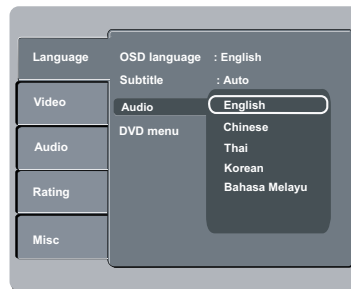 Language
Video
Audio
Rating
Misc
OSD language : English
Subtitle : Auto
Audio
DVD menu
English
Chinese
Thai
Korean
Bahasa Melayu